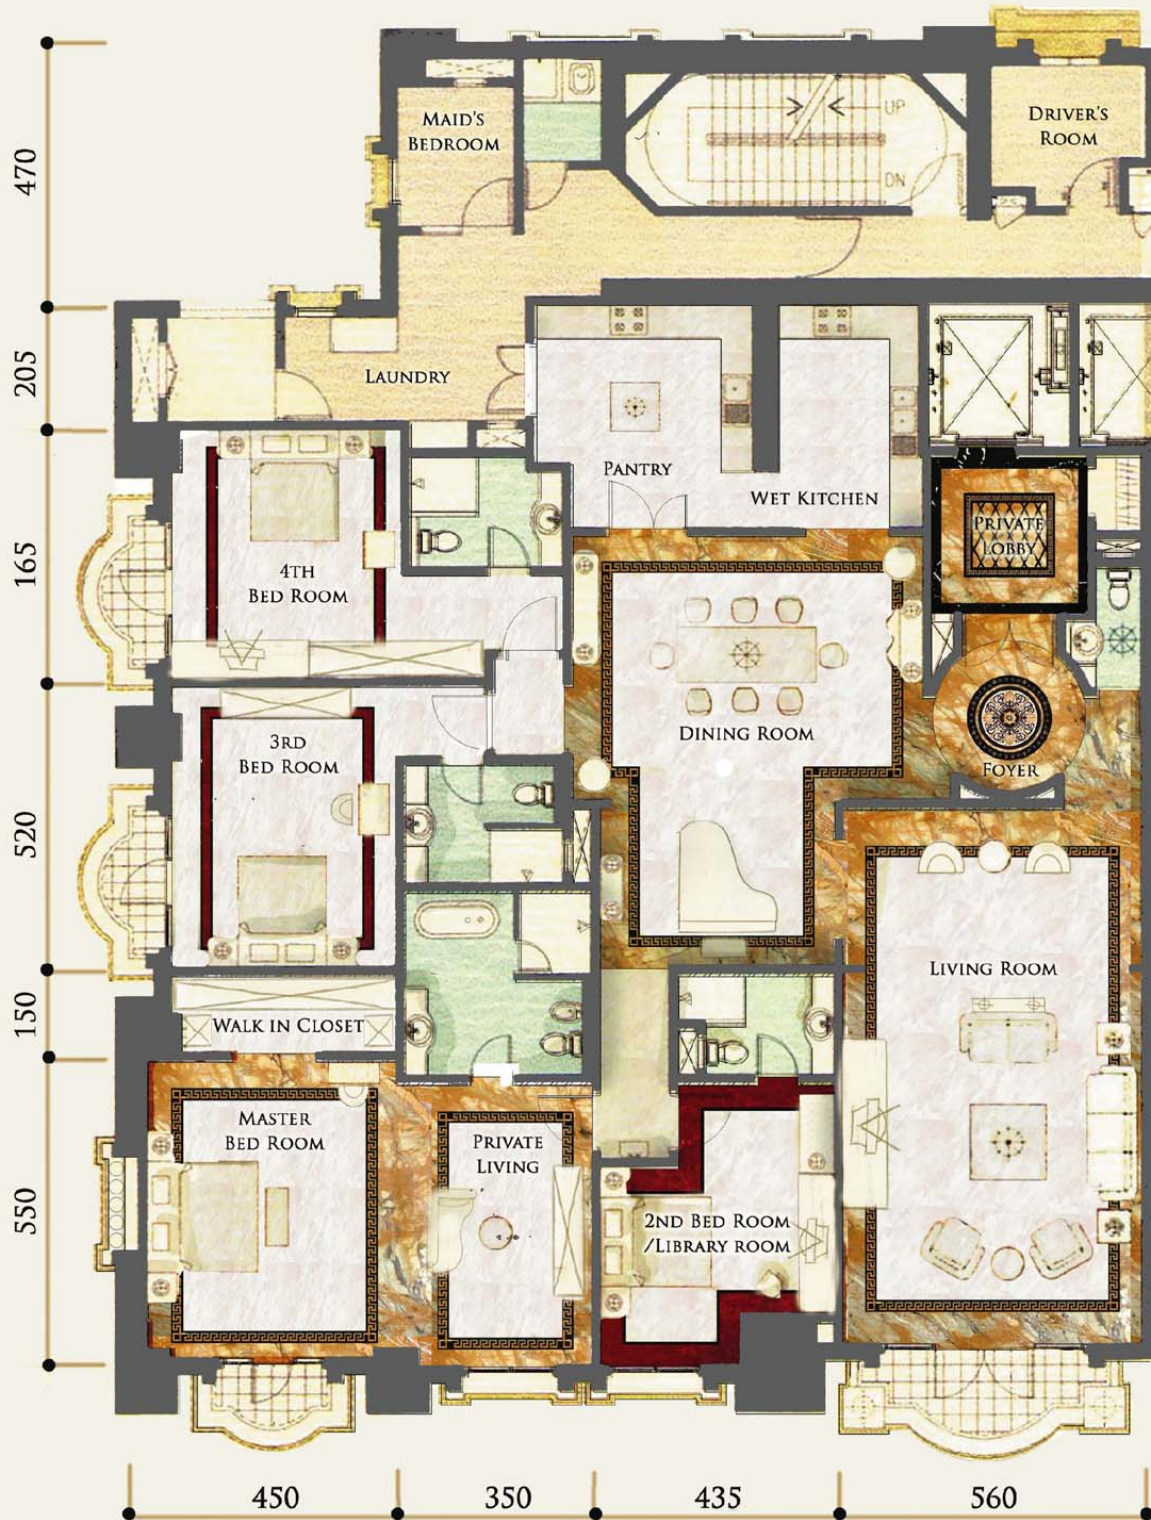 MAID'S
BEDROOM
UP
DN
DRIVER'S
ROOM
470
205
LAUNDRY
PANTRY
WET KITCHEN
PRIVATE
LOBBY
165
4TH
BED ROOM
DINING ROOM
3RD
BED ROOM
FOYER
520
LIVING ROOM
150
WALK IN CLOSET
MASTER
BED ROOM
PRIVATE
LIVING
550
2ND BED ROOM
/LIBRARY ROOM
450
350
435
560